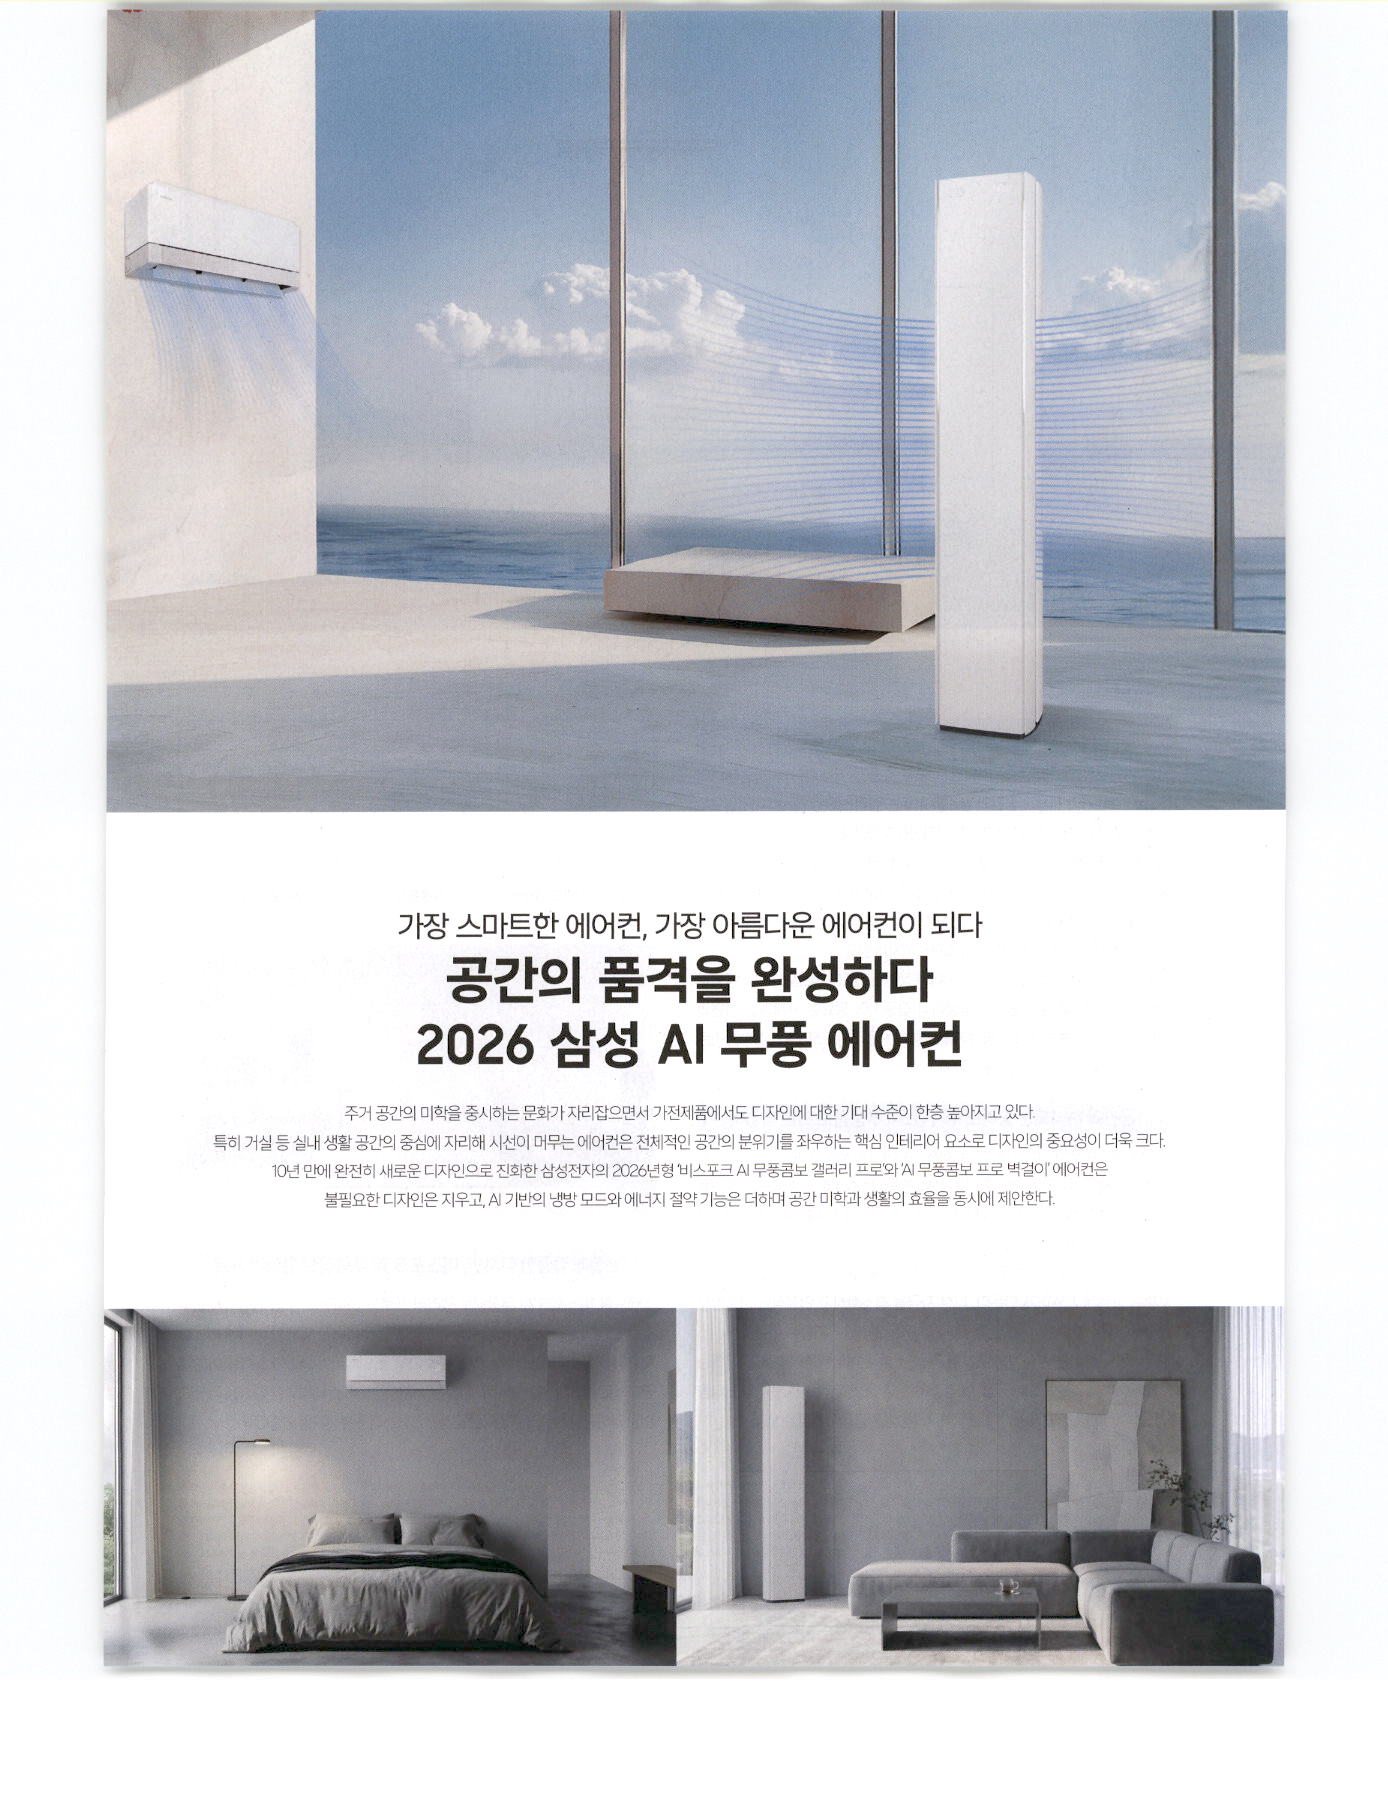 가장 스마트한 에어컨, 가장 아름다운 에어컨이 되다
공간의 품격을 완성하다
2026 삼성 AI 무풍 에어컨
주거 공간의 미학을 중시하는 문화가 자리잡으면서 가전제품에서도 디자인에 대한 기대 수준이 한층 높아지고 있다.
특히 거실 등 실내 생활 공간의 중심에 자리해 시선이 머무는 에어컨은 전체적인 공간의 분위기를 좌우하는 핵심 인테리어 요소로 디자인의 중요성이 더욱 크다.
10년 만에 완전히 새로운 디자인으로 진화한 삼성전자의 2026년형 ‘비스포크 AI 무풍콤보 갤러리 프로’와 ‘AI 무풍콤보 프로 벽걸이’ 에어컨은
불필요한 디자인은 지우고, AI 기반의 냉방 모드와 에너지 절약 기능은 더하며 공간 미학과 생활의 효율을 동시에 제안한다.